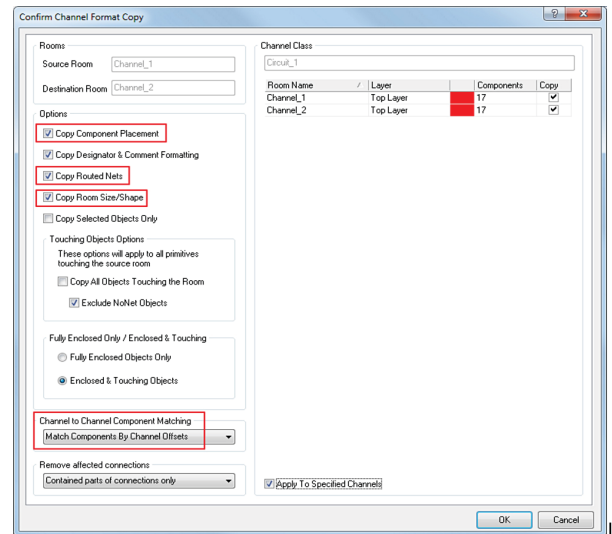 Confirm Channel Format Copy
Rooms
Source Room Channel_1
Destination Room Channel_2
Options
Copy Component Placement
Copy Designator & Comment Formatting
Copy Routed Nets
Copy Room Size/Shape
Copy Selected Objects Only
Touching Objects Options
These options will apply to all primitives
touching the source room
Copy All Objects Touching the Room
Exclude NoNet Objects
Fully Enclosed Only / Enclosed & Touching
Fully Enclosed Objects Only
Enclosed & Touching Objects
Channel to Channel Component Matching
Match Components By Channel Offsets
Remove affected connections
Contained parts of connections only
Channel Class
Circuit_1
Room Name / Layer Components Copy
Channel_1 Top Layer 17
Channel_2 Top Layer 17
Apply To Specified Channels
OK Cancel